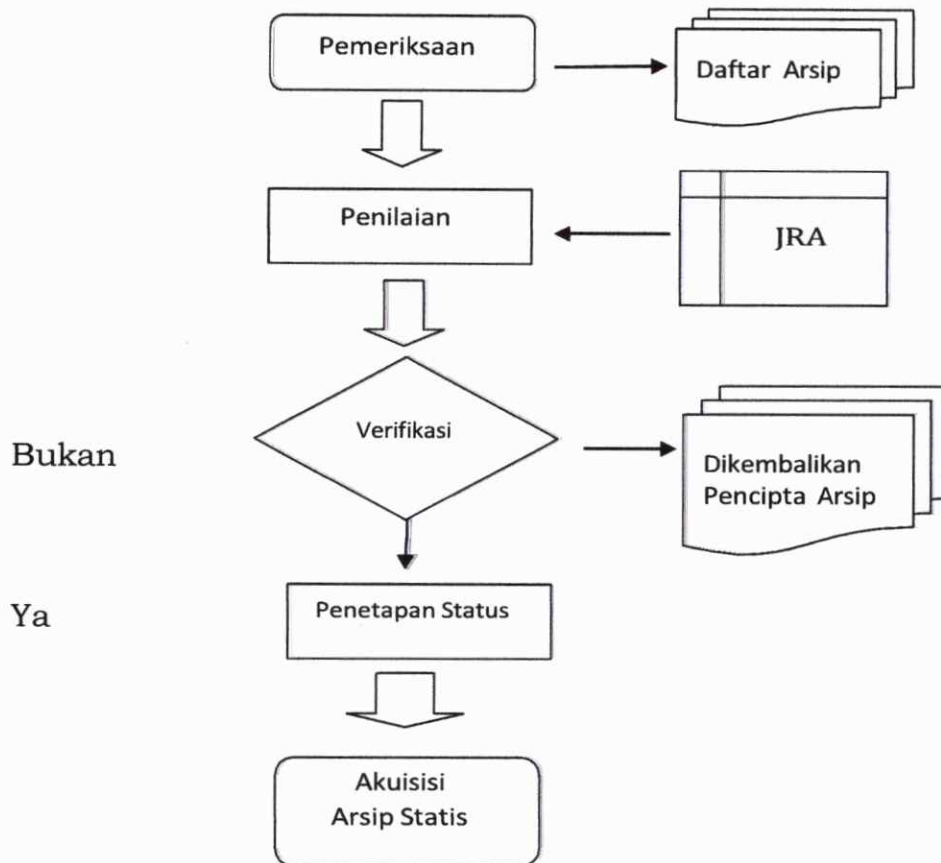 Pemeriksaan
Daftar Arsip
Penilaian
JRA
Verifikasi
Bukan
Dikembalikan
Pencipta Arsip
Ya
Penetapan Status
Akuisisi
Arsip Statis